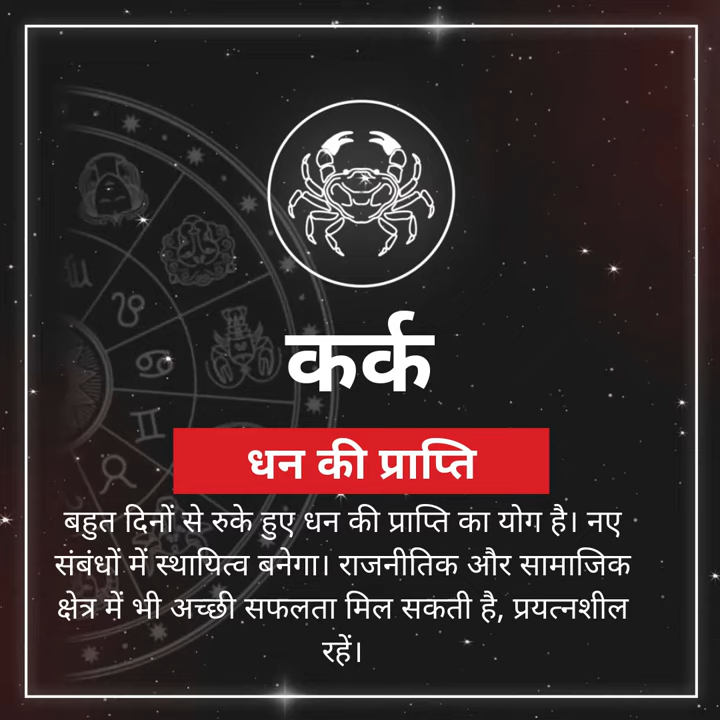 कर्क
धन की प्राप्ति
बहुत दिनों से रुके हुए धन की प्राप्ति का योग है। नए
संबंधों में स्थायित्व बनेगा। राजनीतिक और सामाजिक
क्षेत्र में भी अच्छी सफलता मिल सकती है, प्रयत्नशील
रहें।